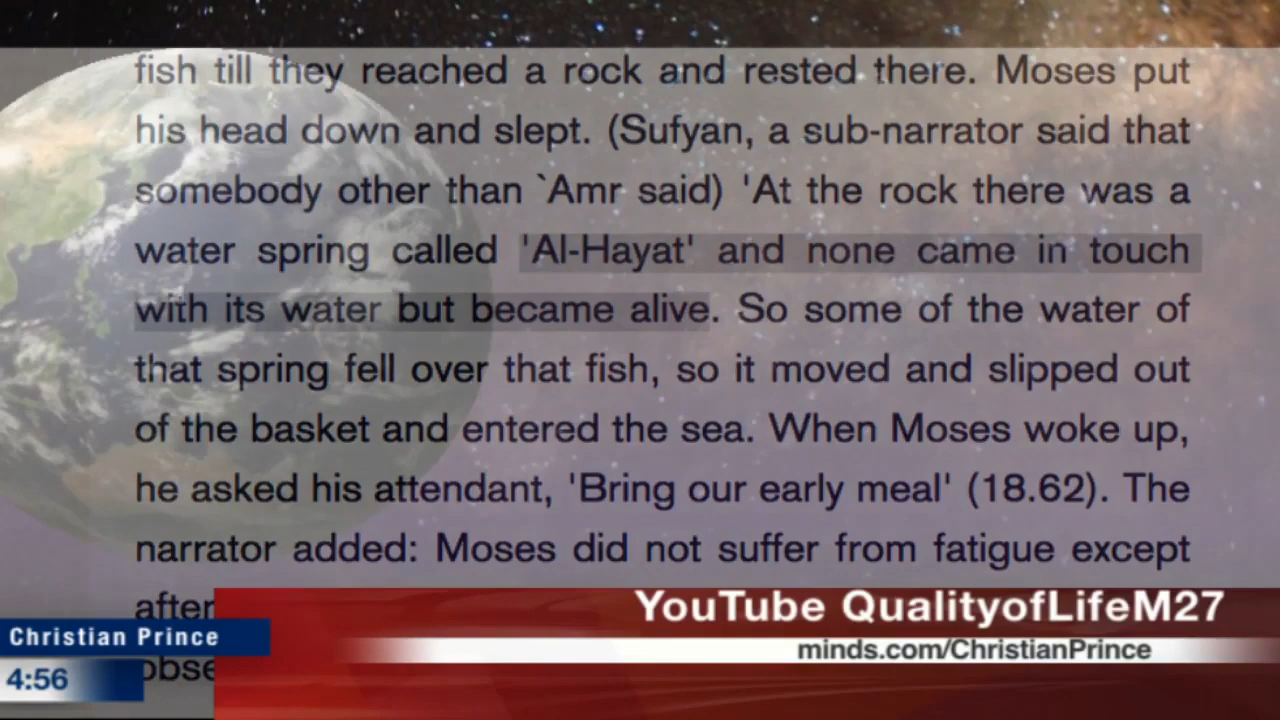 fish till they reached a rock and rested there. Moses put
his head down and slept. (Sufyan, a sub-narrator said that
somebody other than `Amr said) 'At the rock there was a
water spring called 'Al-Hayat' and none came in touch
with its water but became alive. So some of the water of
that spring fell over that fish, so it moved and slipped out
of the basket and entered the sea. When Moses woke up,
he asked his attendant, 'Bring our early meal' (18.62). The
narrator added: Moses did not suffer from fatigue except
after
obse
YouTube QualityofLifeM27
minds.com/ChristianPrince
Christian Prince
4:56